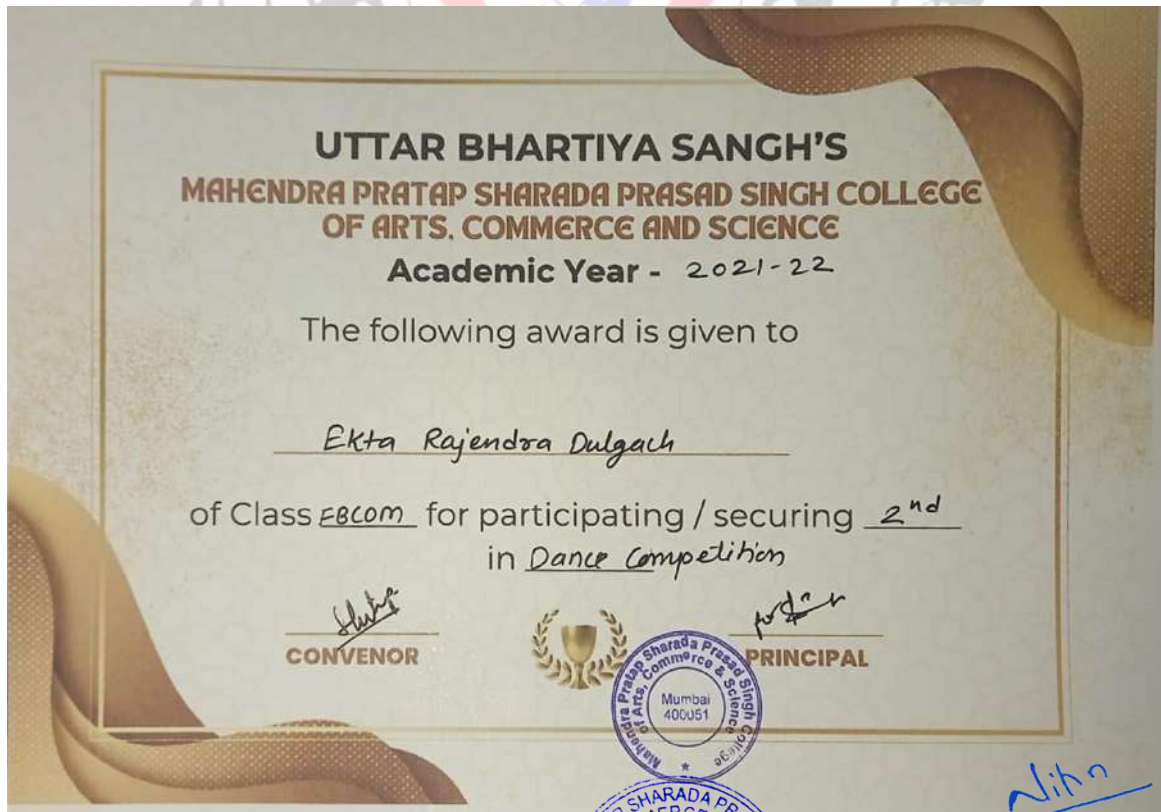 UTTAR BHARTIYA SANGH'S
MAHENDRA PRATAP SHARADA PRASAD SINGH COLLEGE
OF ARTS, COMMERCE AND SCIENCE
Academic Year - 2021-22
The following award is given to
Ekta Rajendra Dulgach
of Class FBCOM for participating / securing 2nd
in Dance Competition
CONVENOR
PRINCIPAL
Mahendra Pratap Sharada Prasad Singh College
of Arts, Commerce & Science
Mumbai
400051
SHARADA